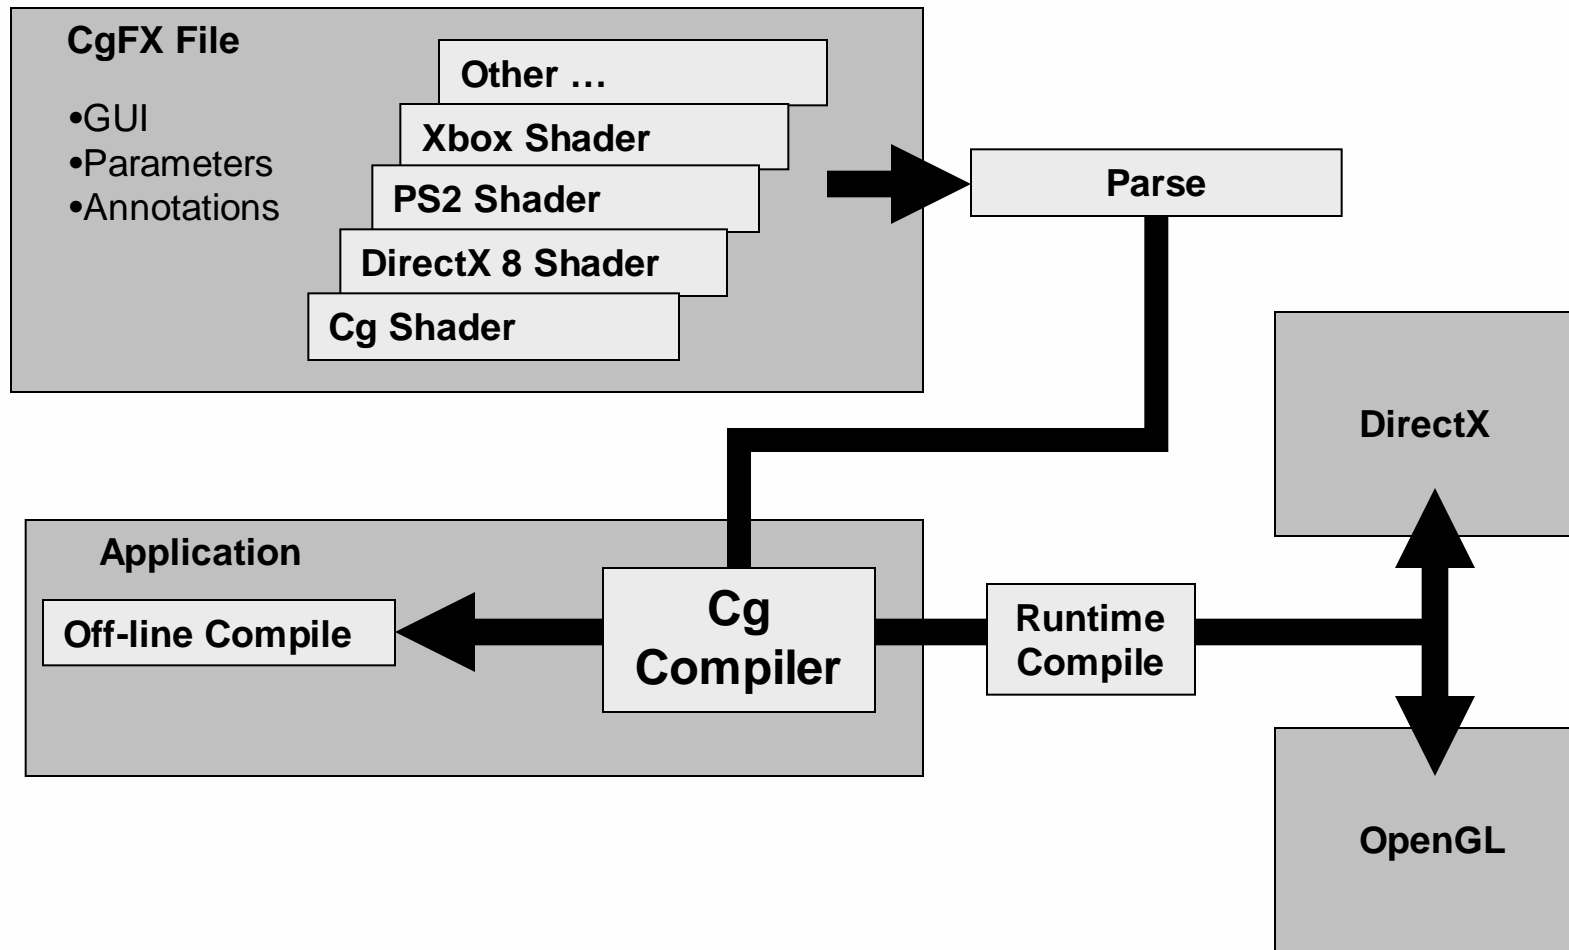 CgFX File
•GUI
•Parameters
•Annotations
Other …
Xbox Shader
PS2 Shader
DirectX 8 Shader
Cg Shader
Parse
DirectX
Application
Off-line Compile
Cg
Compiler
Runtime
Compile
OpenGL